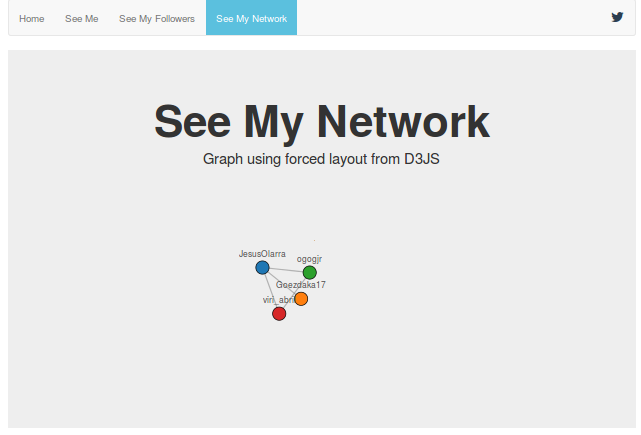 Home See Me See My Followers See My Network
See My Network
Graph using forced layout from D3JS
JesusOlarra
ogogjr
Goezdaka17
viri_abril